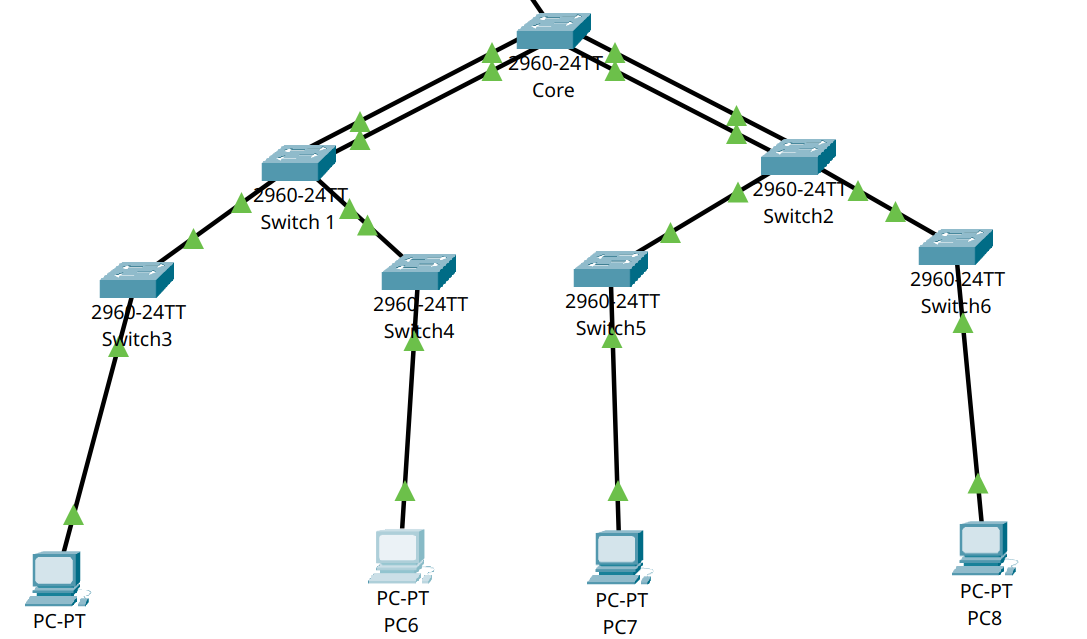 2960-24TT
Core
2960-24TT
Switch 1
2960-24TT
Switch2
2960-24TT
Switch3
2960-24TT
Switch4
2960-24TT
Switch5
2960-24TT
Switch6
PC-PT
PC-PT
PC6
PC-PT
PC7
PC-PT
PC8